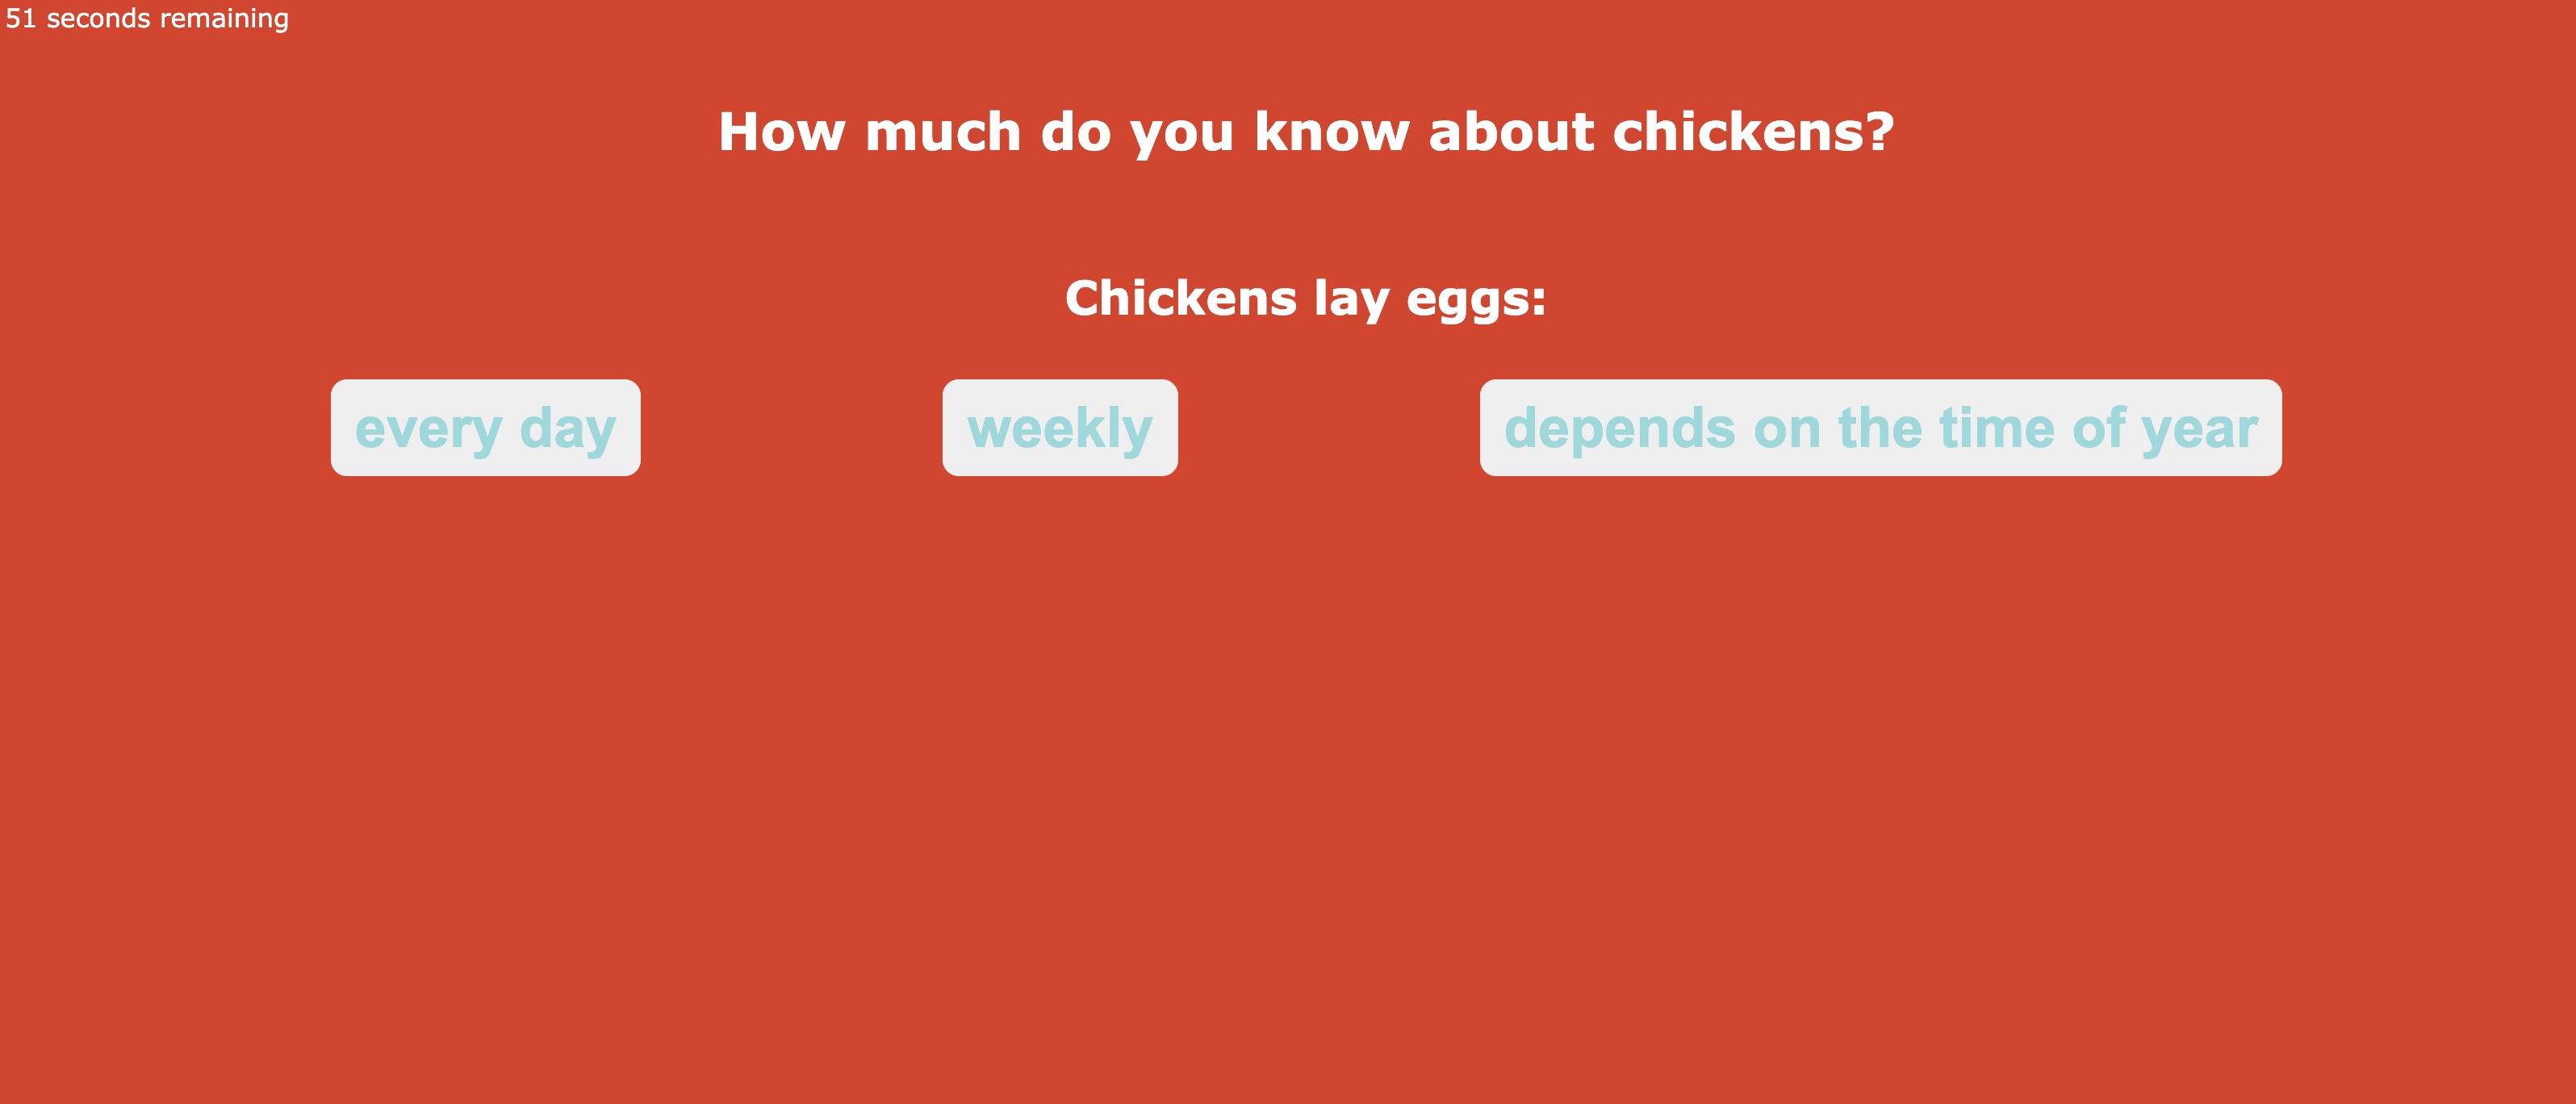 51 seconds remaining
How much do you know about chickens?
Chickens lay eggs:
every day
weekly
depends on the time of year